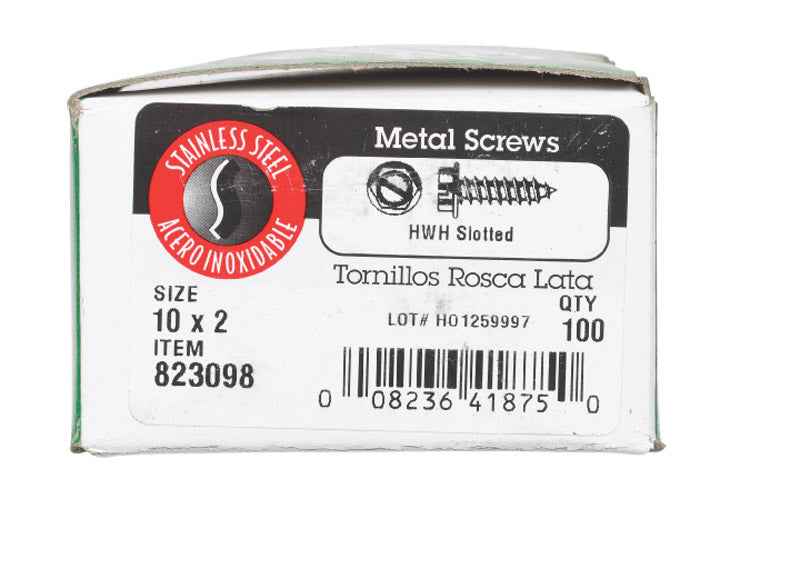 STAINLESS STEEL
ACERO INOXIDABLE
Metal Screws
HWH Slotted
Tornillos Rosca Lata
SIZE
10 x 2
ITEM
823098
LOT# H01259997
QTY
100
0 08236 41875 0